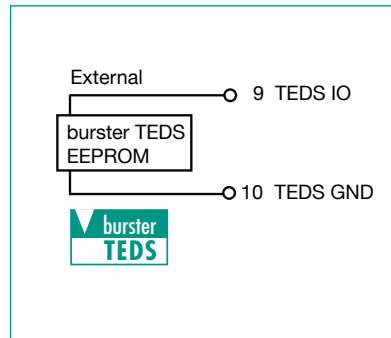 External
9 TEDS IO
burster TEDS
EEPROM
10 TEDS GND
burster
TEDS